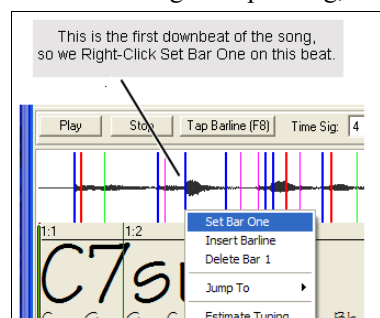 This is the first downbeat of the song,
so we Right-Click Set Bar One on this beat.
Play Stop Tap Barline (F8) Time Sig: 4
1:1 1:2
Set Bar One
Insert Barline
Delete Bar 1
Jump To
Estimate Tuning
C7su